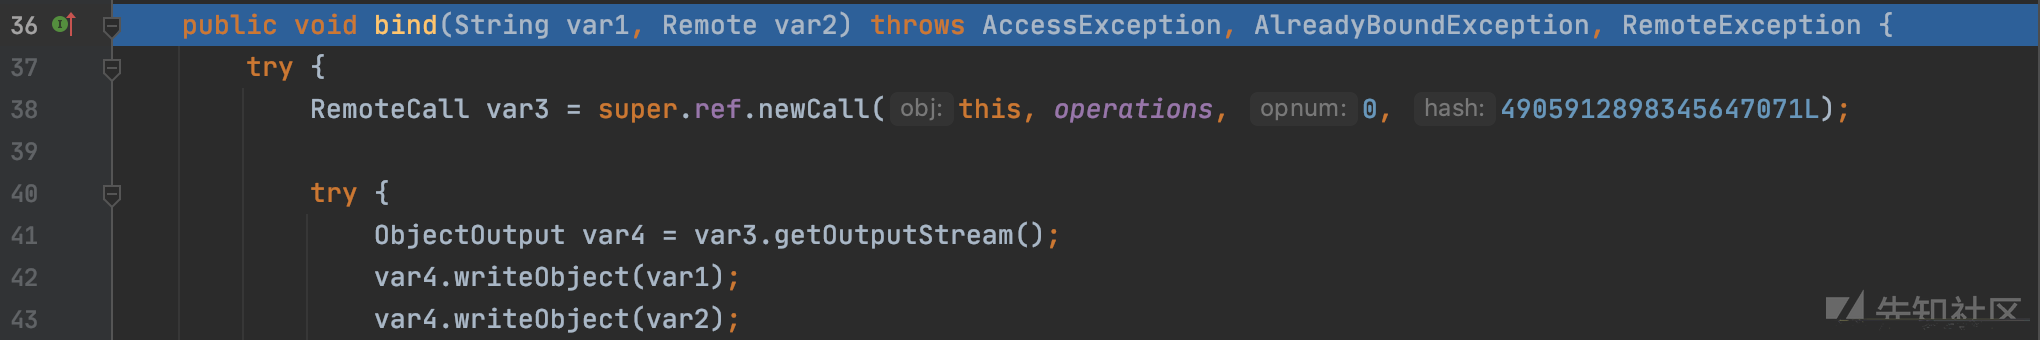 36 public void bind(String var1, Remote var2) throws AccessException, AlreadyBoundException, RemoteException {
37 try {
38 RemoteCall var3 = super.ref.newCall( obj: this, operations, opnum: 0, hash: 4905912898345647071L);
39
40 try {
41 ObjectOutput var4 = var3.getOutputStream();
42 var4.writeObject(var1);
43 var4.writeObject(var2);
先知社区